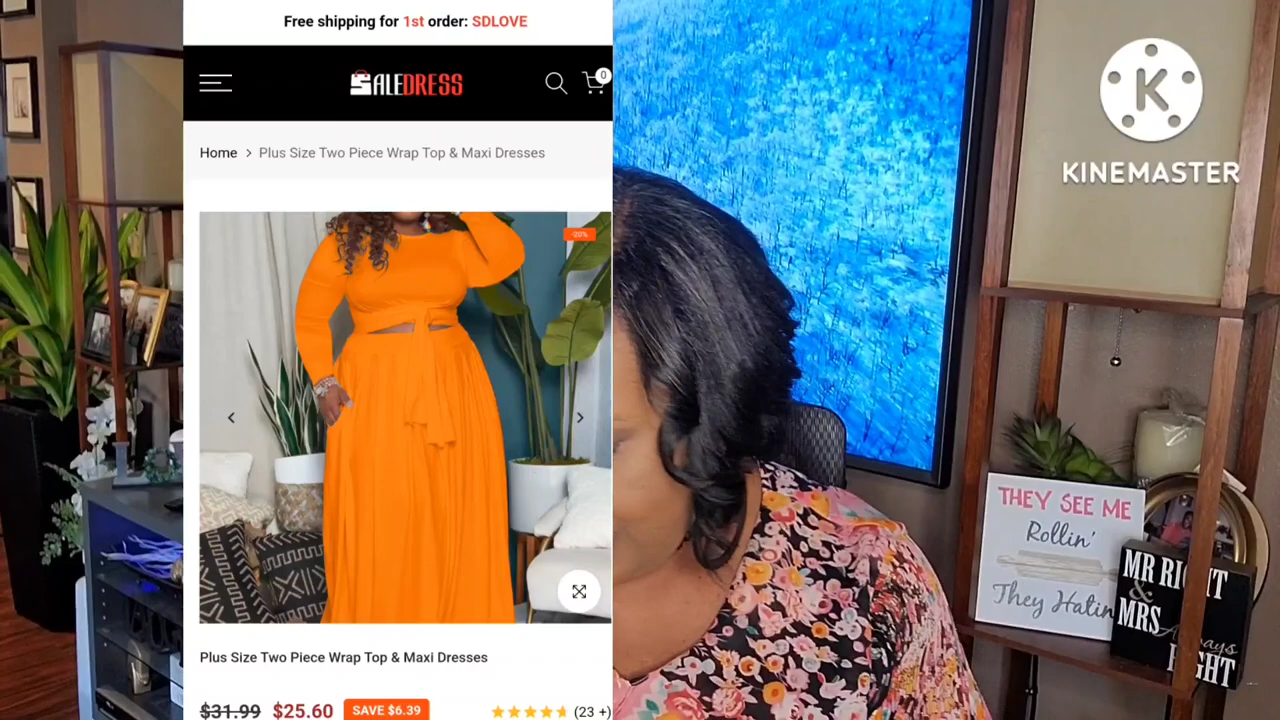 Free shipping for 1st order: SDLOVE
SALEDRESS
0
Home > Plus Size Two Piece Wrap Top & Maxi Dresses
-20%
Plus Size Two Piece Wrap Top & Maxi Dresses
$31.99 $25.60 SAVE $6.39 (23 +)
K
KINEMASTER
THEY SEE ME
Rollin'
They Hatin
MR RIGHT
&
MRS Always
RIGHT